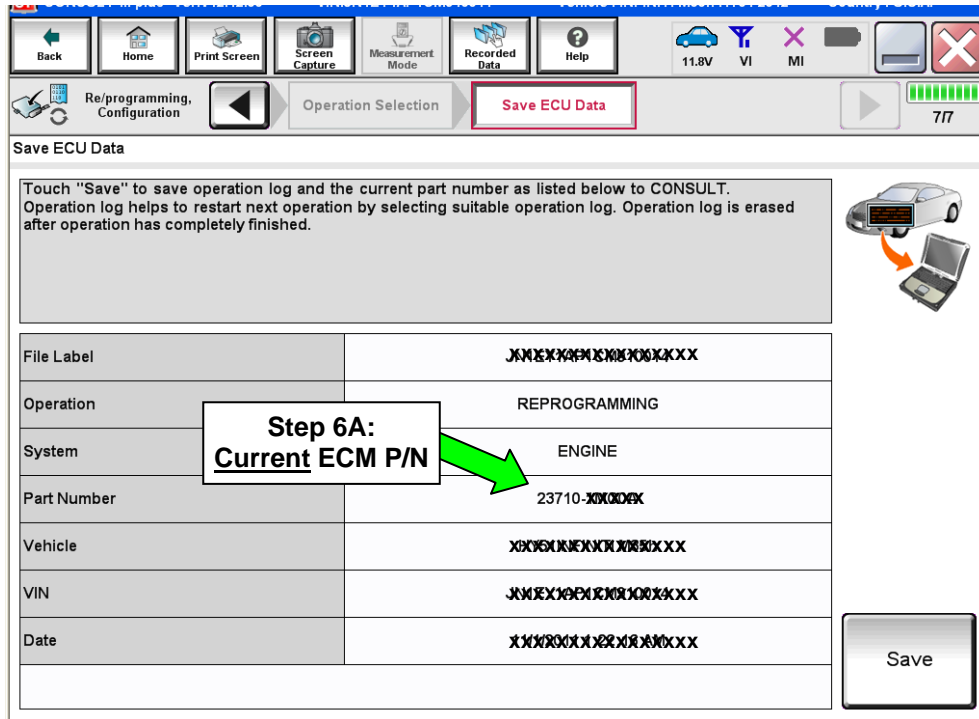 Back
Home
Print Screen
Screen Capture
Measurement Mode
Recorded Data
Help
11.8V
VI
MI
Re/programming, Configuration
Operation Selection
Save ECU Data
7/7
Save ECU Data
Touch "Save" to save operation log and the current part number as listed below to CONSULT.
Operation log helps to restart next operation by selecting suitable operation log. Operation log is erased
after operation has completely finished.
File Label
Operation
REPROGRAMMING
Step 6A:
Current ECM P/N
System
ENGINE
Part Number
23710-
Vehicle
VIN
Date
Save